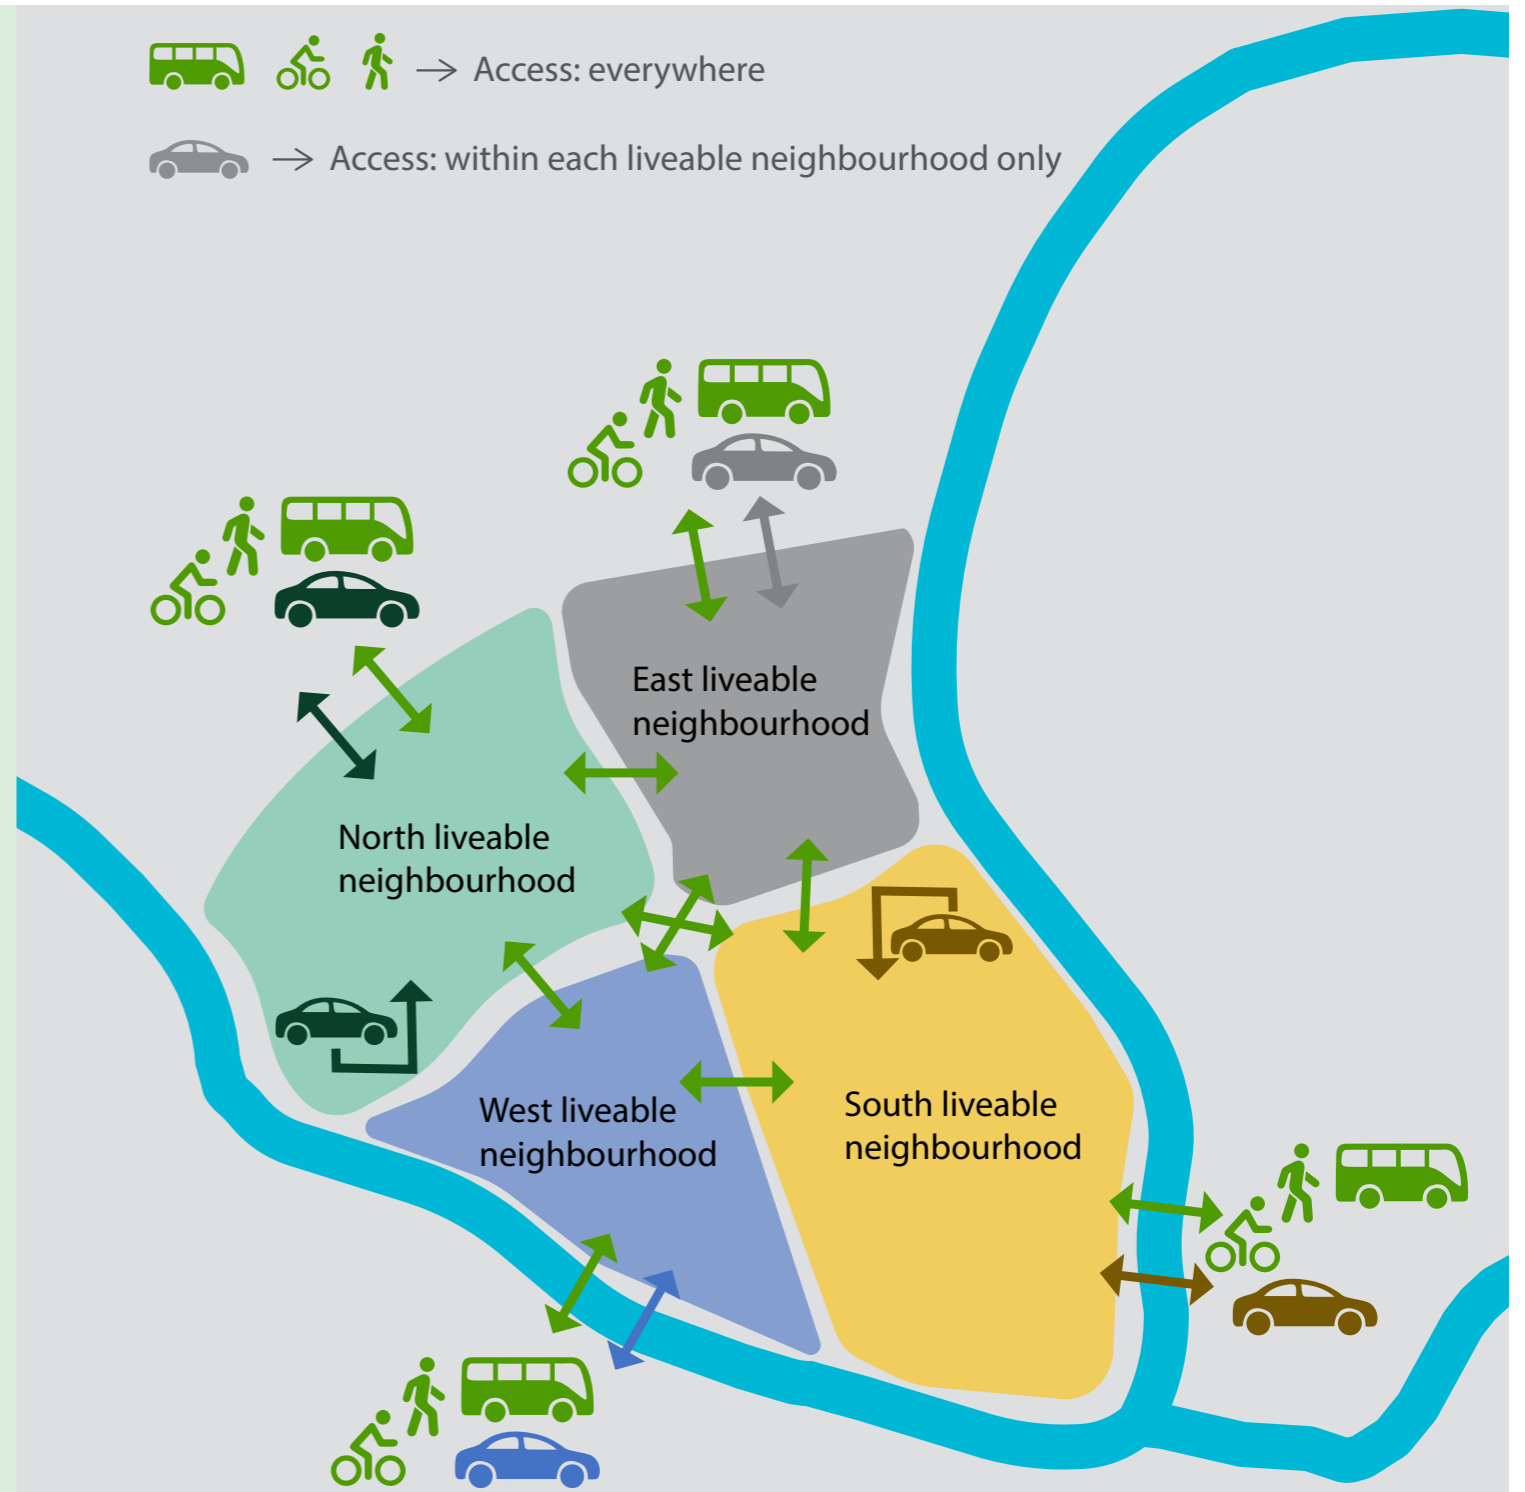 Access: everywhere
Access: within each liveable neighbourhood only
East liveable
neighbourhood
North liveable
neighbourhood
West liveable
neighbourhood
South liveable
neighbourhood